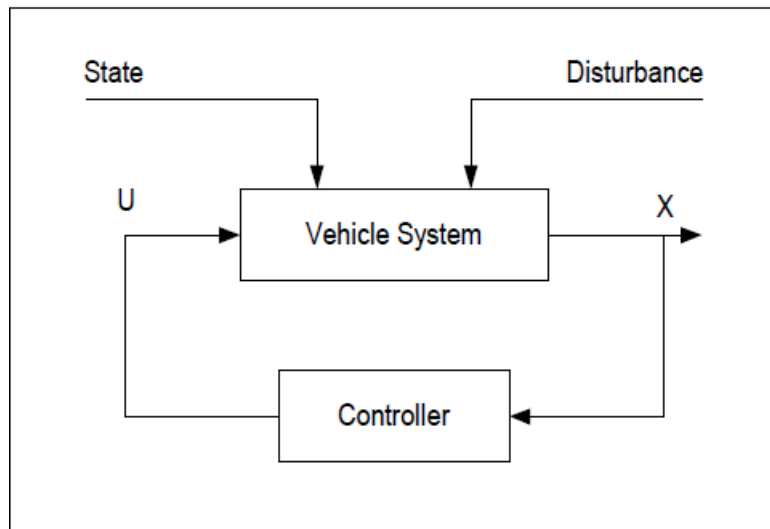 State
Disturbance
U
X
Vehicle System
Controller